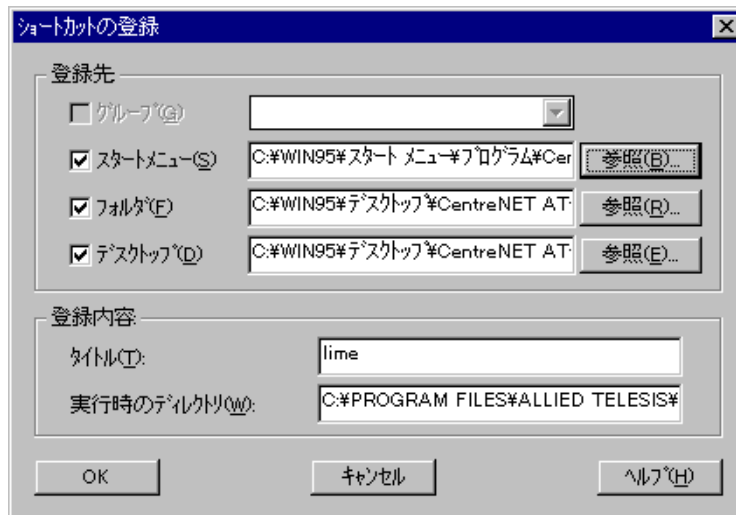 ｼｮｰﾄｶｯﾄの登録
登録先
ｸﾞﾙｰﾌﾟ(G)
ｽﾀｰﾄﾒﾆｭｰ(S) C:¥WIN95¥ｽﾀｰﾄ ﾒﾆｭｰ¥ﾌﾟﾛｸﾞﾗﾑ¥Cer 参照(B)...
ﾌｫﾙﾀﾞ(F) C:¥WIN95¥ﾃﾞｽｸﾄｯﾌﾟ¥CentreNET AT- 参照(R)...
ﾃﾞｽｸﾄｯﾌﾟ(D) C:¥WIN95¥ﾃﾞｽｸﾄｯﾌﾟ¥CentreNET AT- 参照(E)...
登録内容
ﾀｲﾄﾙ(T): lime
実行時のﾃﾞｨﾚｸﾄﾘ(W): C:¥PROGRAM FILES¥ALLIED TELESIS¥
OK ｷｬﾝｾﾙ ﾍﾙﾌﾟ(H)